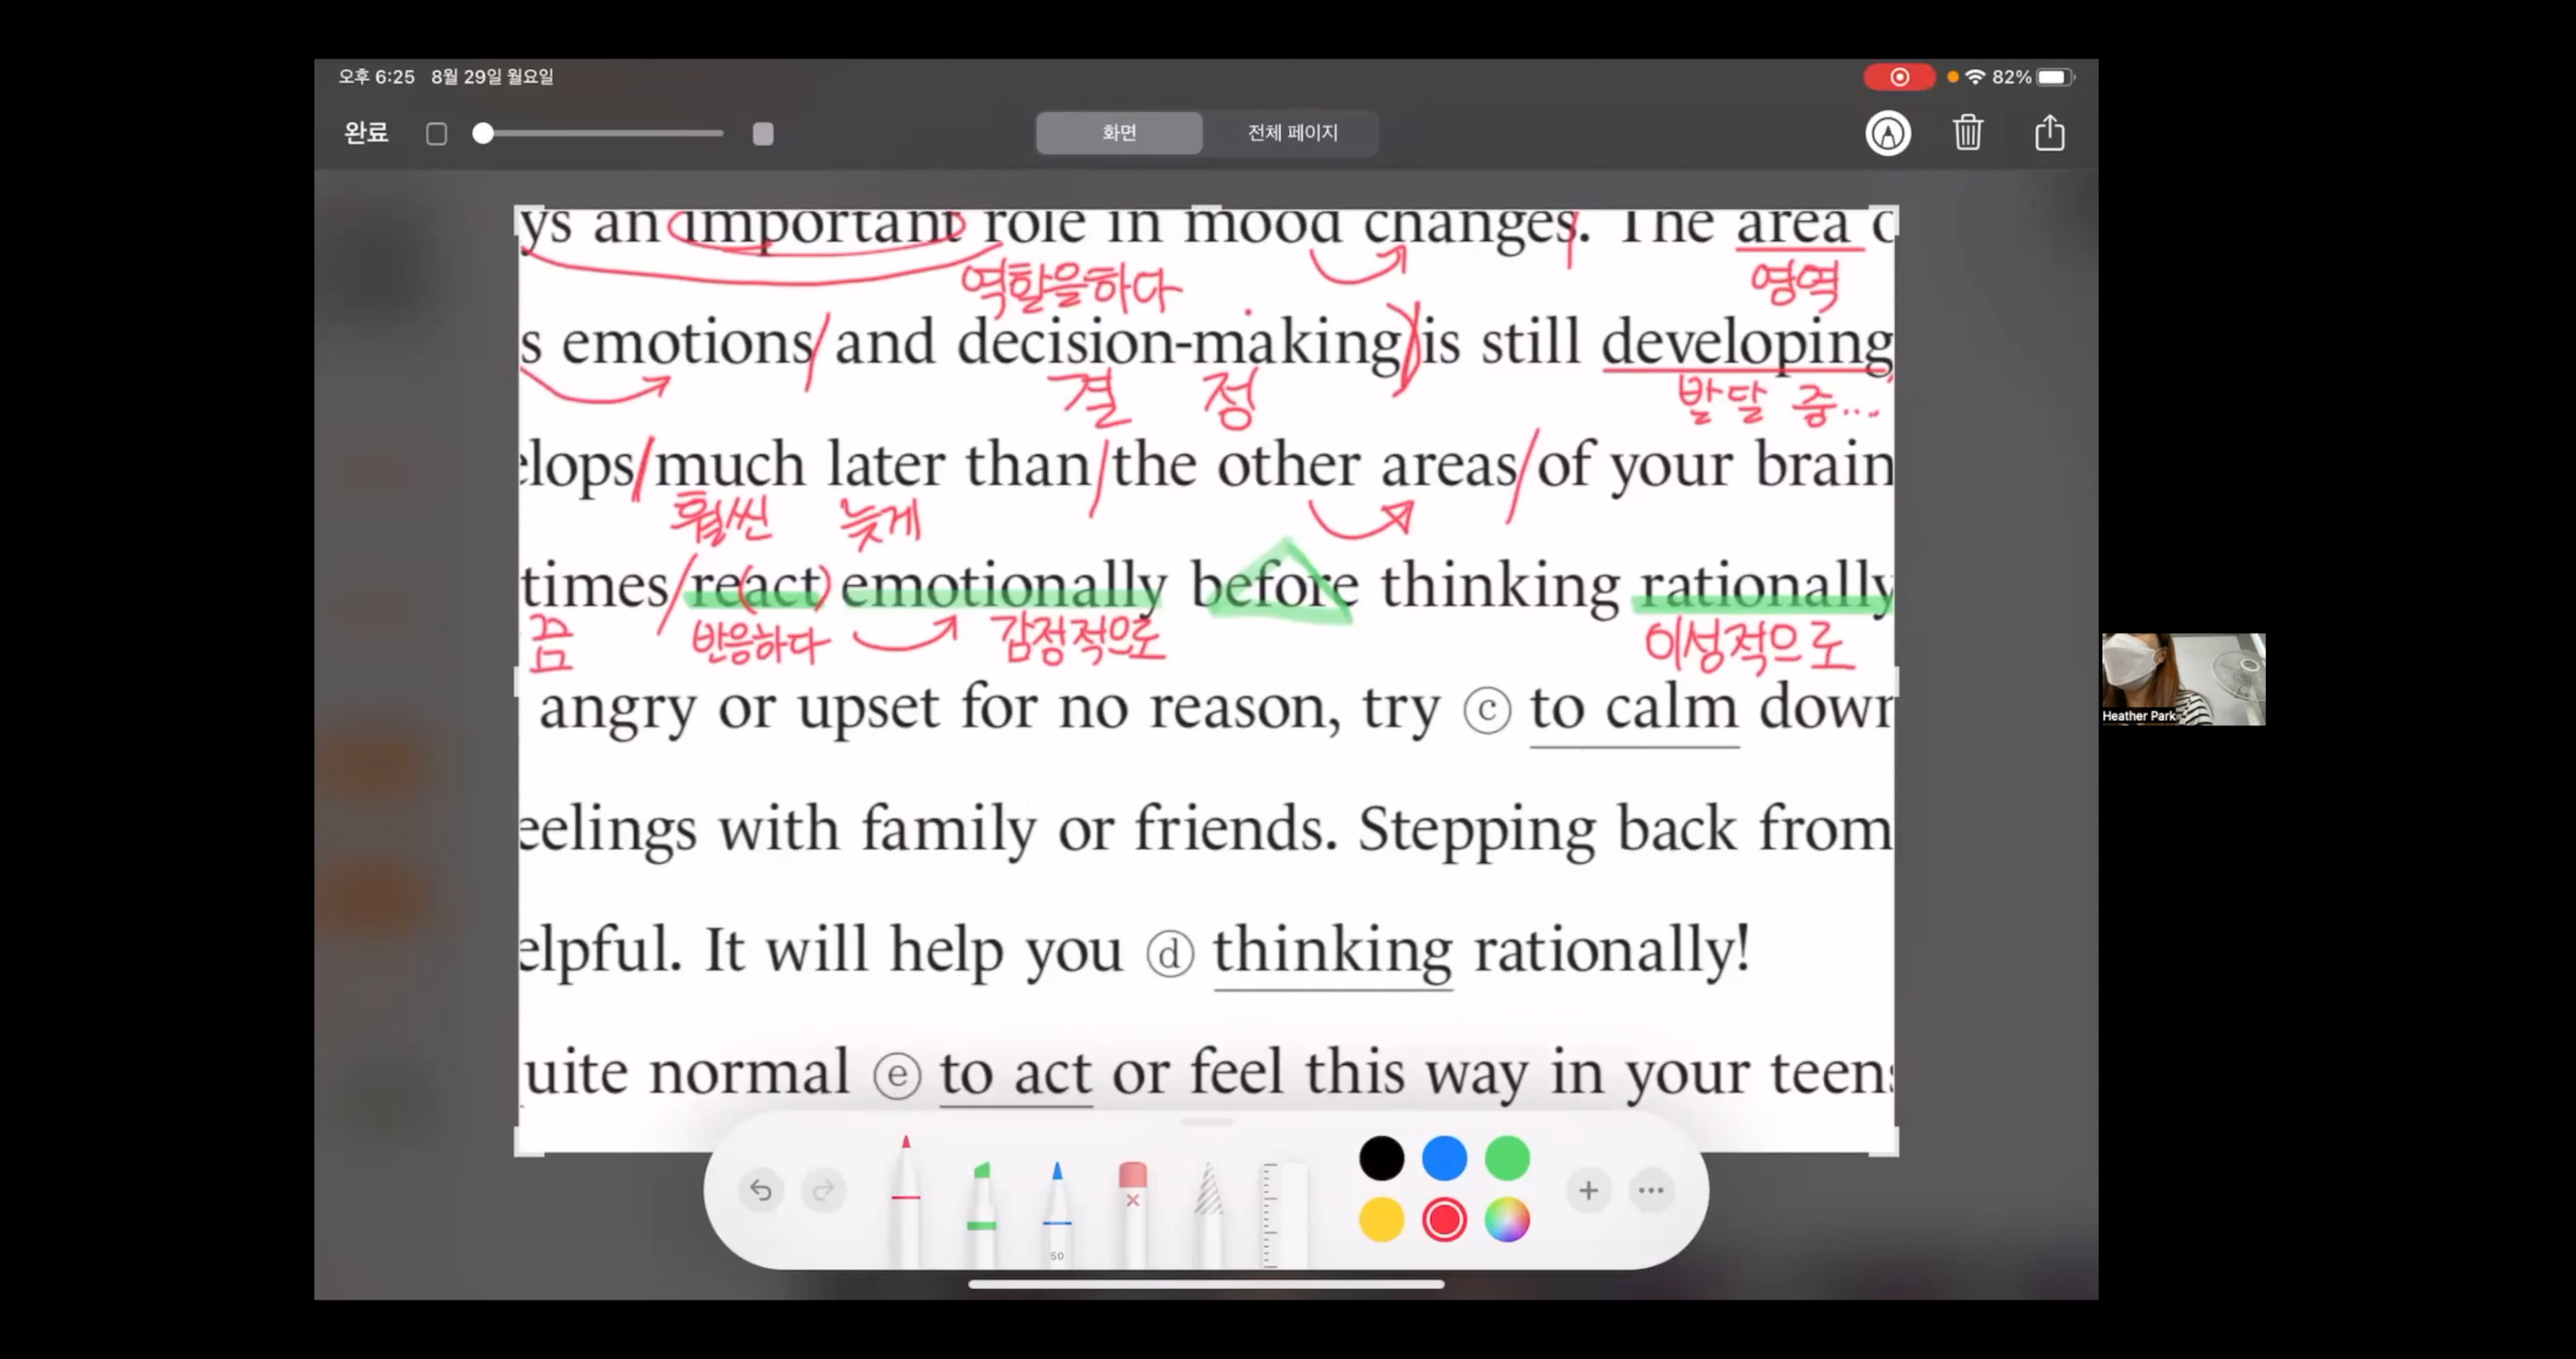 오후 6:25 8월 29일 월요일 82%
완료 화면 전체 페이지
ys an important role in mood changes. The area
역할을하다 영역
s emotions/and decision-making) is still developing,
결 정 발달 중...
elops/much later than/the other areas/of your brain
훨씬 늦게
times/re(act) emotionally before thinking rationally
끔 반응하다 감정적으로 이성적으로
angry or upset for no reason, try ⓒ to calm down
eelings with family or friends. Stepping back from
elpful. It will help you ⓓ thinking rationally!
uite normal ⓔ to act or feel this way in your teens
50
Heather Park